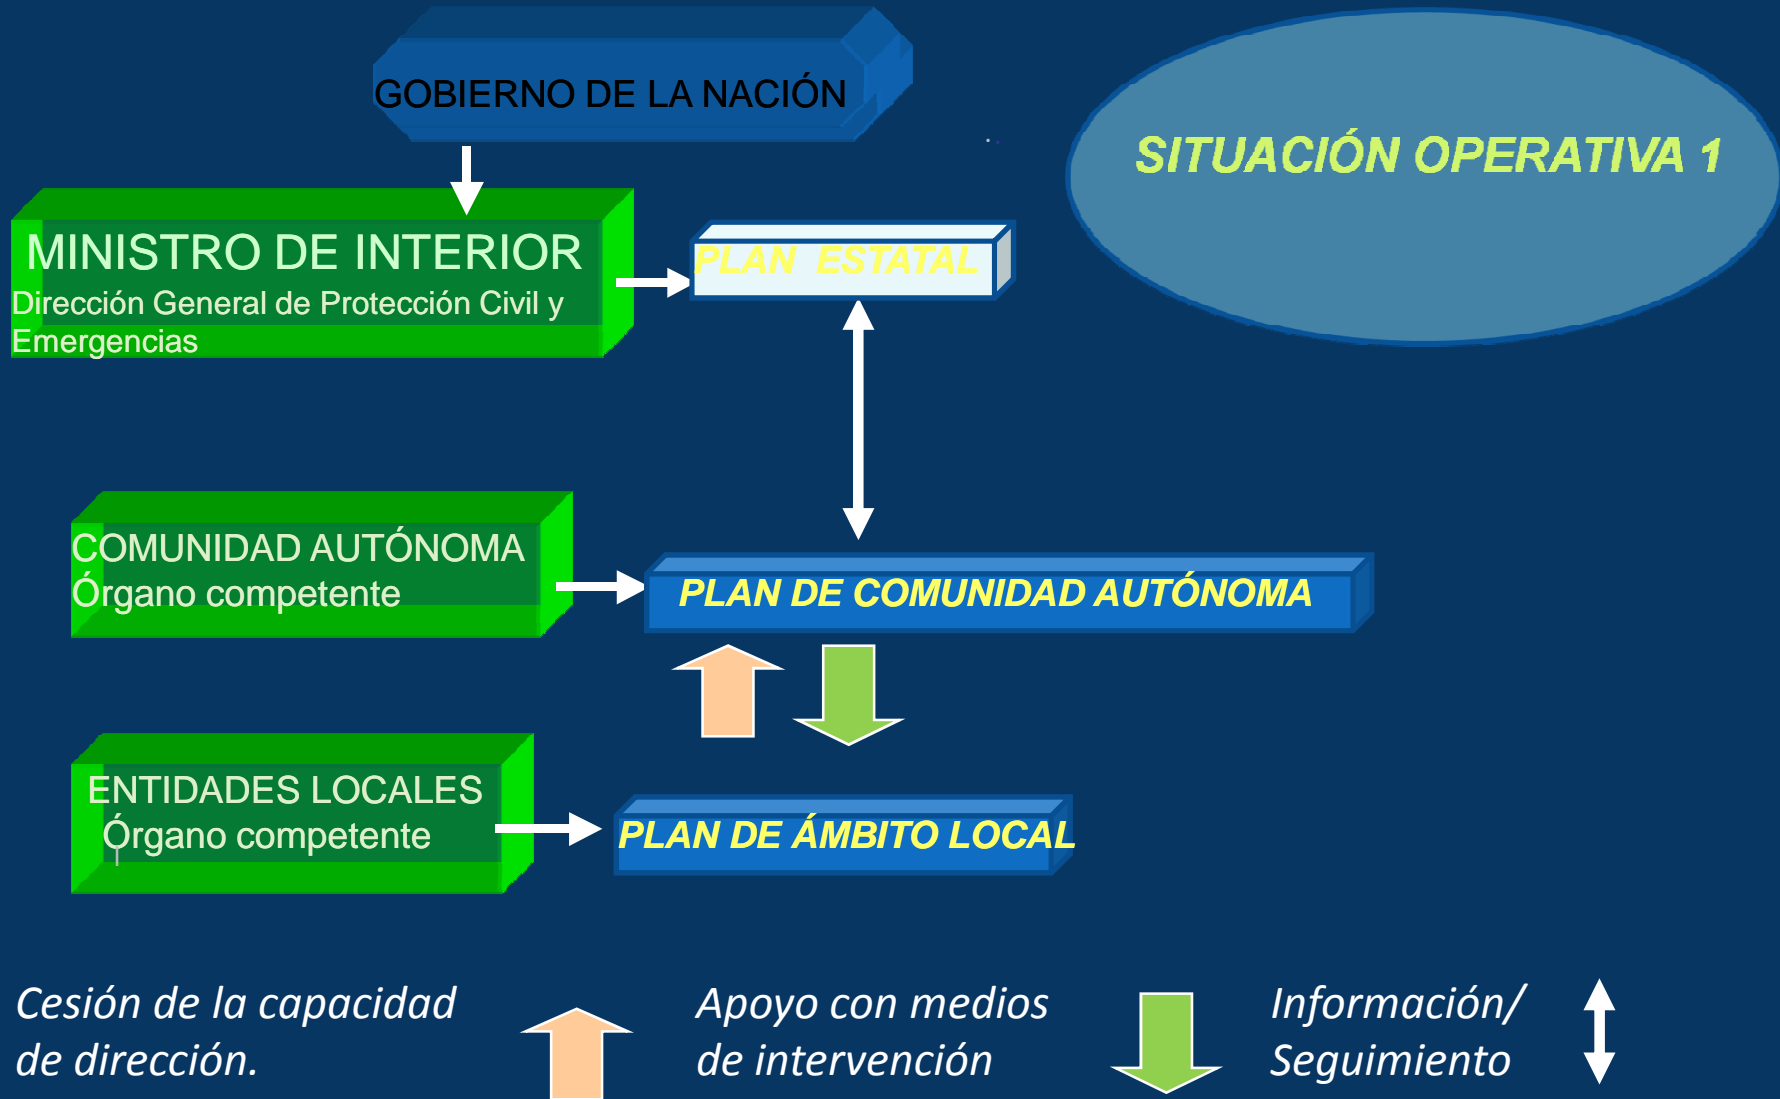 GOBIERNO DE LA NACIÓN
SITUACIÓN OPERATIVA 1
MINISTRO DE INTERIOR
Dirección General de Protección Civil y
Emergencias
PLAN ESTATAL
COMUNIDAD AUTÓNOMA
Órgano competente
PLAN DE COMUNIDAD AUTÓNOMA
ENTIDADES LOCALES
Órgano competente
PLAN DE ÁMBITO LOCAL
Cesión de la capacidad
de dirección.
Apoyo con medios
de intervención
Información/
Seguimiento